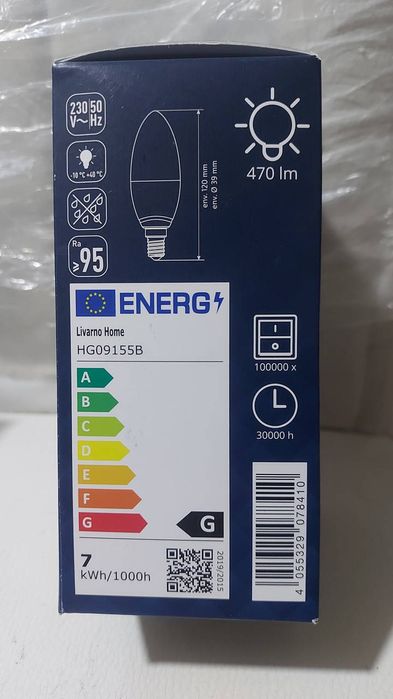 230 50
V~ Hz
-10 °C +40 °C
Ra
≥95
env. 120 mm
env. Ø 39 mm
470 lm
ENERG
Livarno Home
HG09155B
A
B
C
D
E
F
G
G
7
kWh/1000h
2019/2015
100000 x
30000 h
4 055329 078410